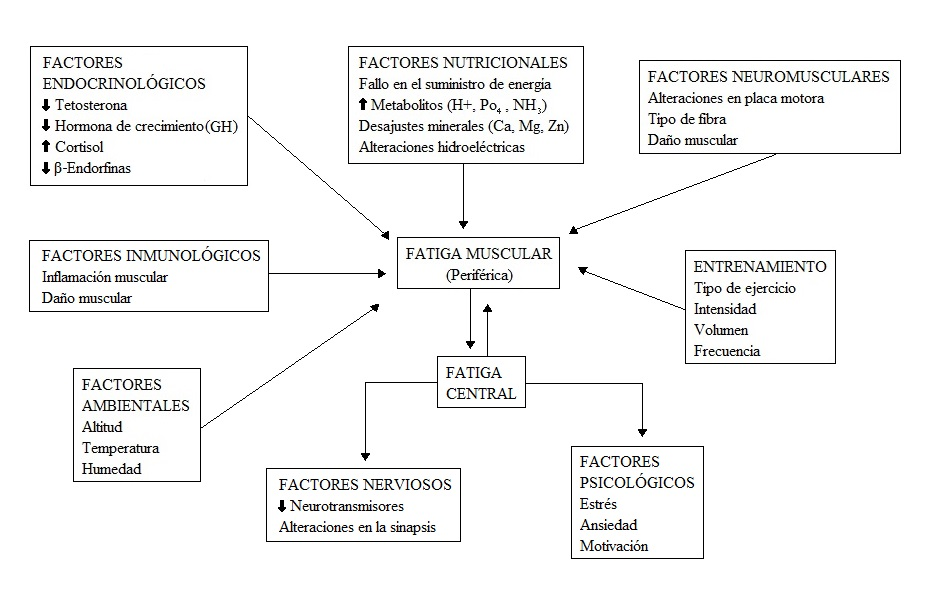 FACTORES
ENDOCRINOLÓGICOS
⬇ Tetosterona
⬇ Hormona de crecimiento (GH)
⬆ Cortisol
⬇ β-Endorfinas
FACTORES NUTRICIONALES
Fallo en el suministro de energía
⬆ Metabolitos (H+, Po₄ , NH₃)
Desajustes minerales (Ca, Mg, Zn)
Alteraciones hidroeléctricas
FACTORES NEUROMUSCULARES
Alteraciones en placa motora
Tipo de fibra
Daño muscular
FACTORES INMUNOLÓGICOS
Inflamación muscular
Daño muscular
FATIGA MUSCULAR
(Periférica)
ENTRENAMIENTO
Tipo de ejercicio
Intensidad
Volumen
Frecuencia
FACTORES
AMBIENTALES
Altitud
Temperatura
Humedad
FATIGA
CENTRAL
FACTORES NERVIOSOS
⬇ Neurotransmisores
Alteraciones en la sinapsis
FACTORES
PSICOLÓGICOS
Estrés
Ansiedad
Motivación